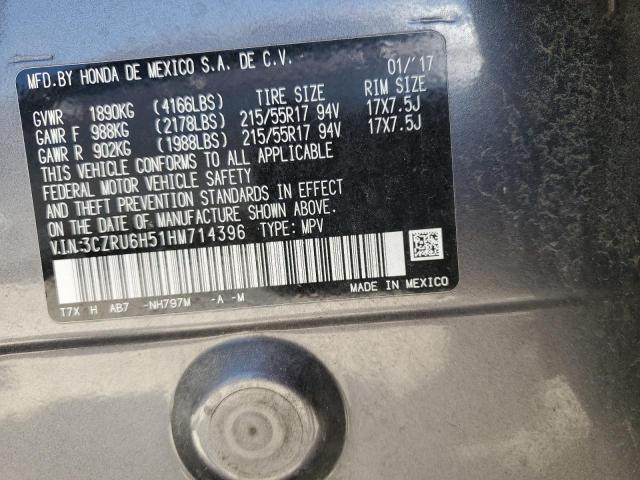 MFD.BY HONDA DE MEXICO S.A. DE C.V. 01/'17
GVWR 1890KG (4166LBS) TIRE SIZE RIM SIZE
GAWR F 988KG (2178LBS) 215/55R17 94V 17X7.5J
GAWR R 902KG (1988LBS) 215/55R17 94V 17X7.5J
THIS VEHICLE CONFORMS TO ALL APPLICABLE
FEDERAL MOTOR VEHICLE SAFETY
AND THEFT PREVENTION STANDARDS IN EFFECT
ON THE DATE OF MANUFACTURE SHOWN ABOVE.
V.I.N:3CZRU6H51HM714396 TYPE: MPV
T7X H AB7 -NH797M -A -M MADE IN MEXICO